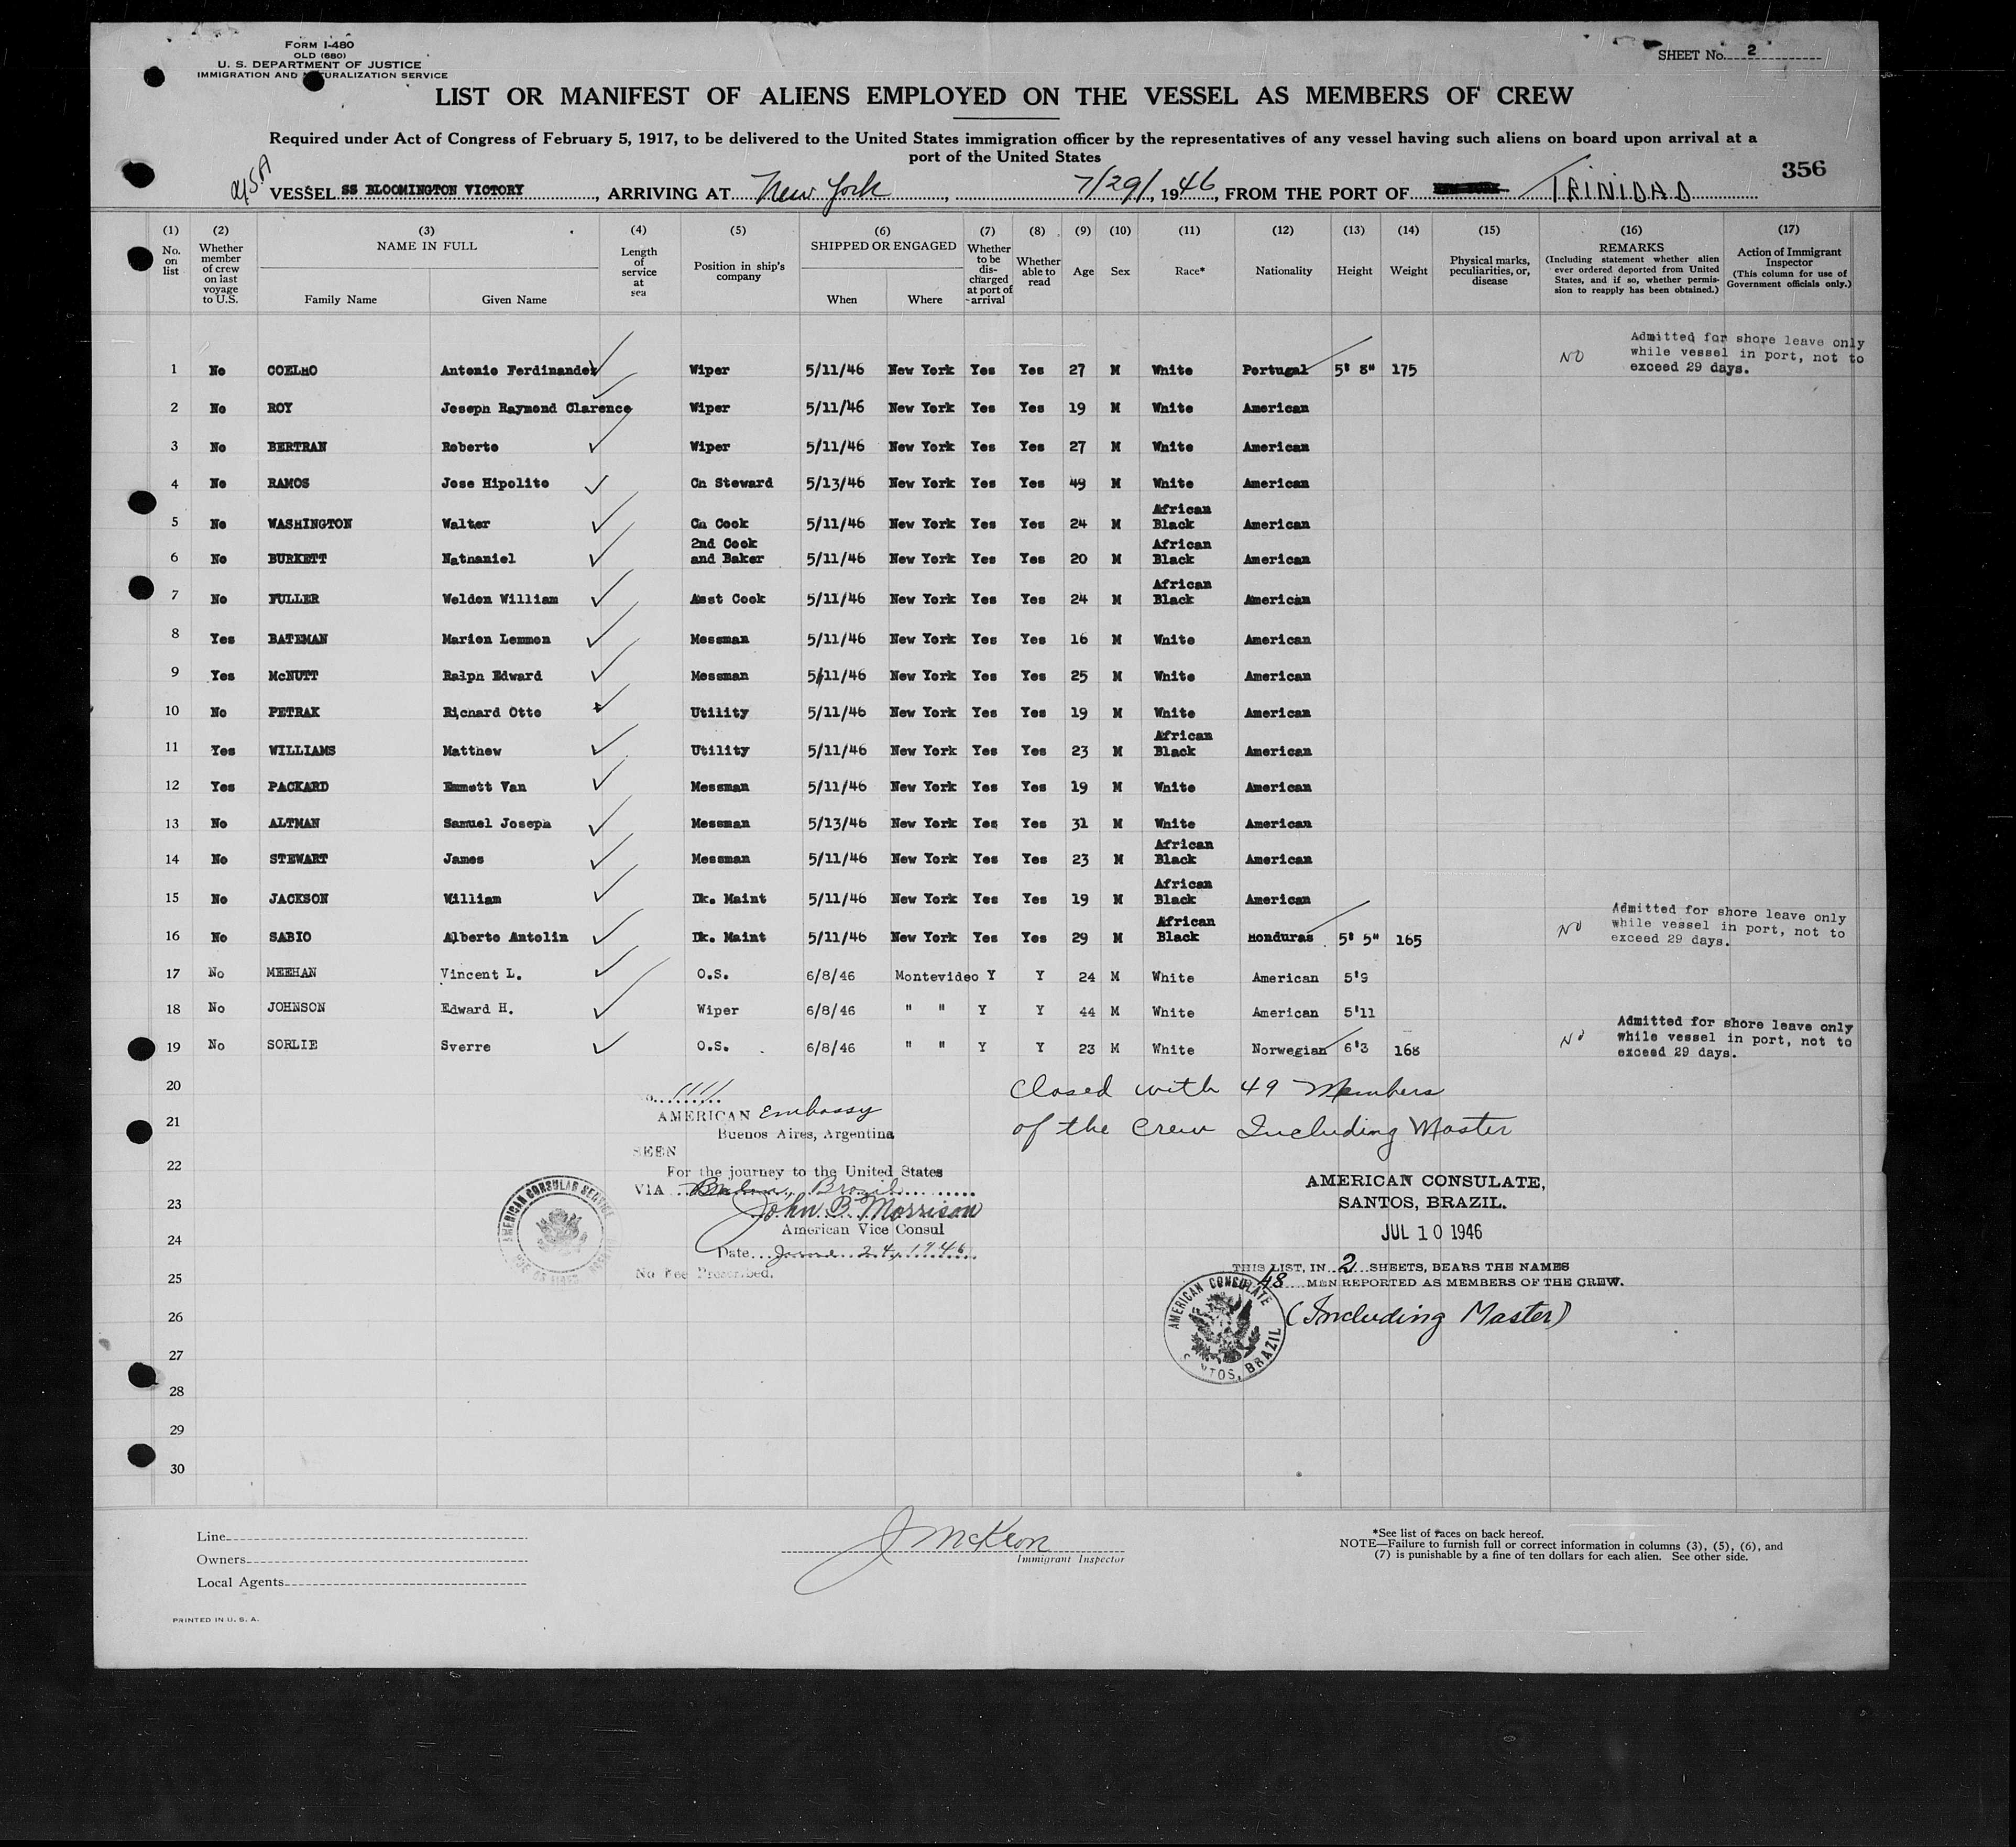 FORM I-480
OLD (680)
U. S. DEPARTMENT OF JUSTICE
IMMIGRATION AND NATURALIZATION SERVICE
SHEET No. 2
LIST OR MANIFEST OF ALIENS EMPLOYED ON THE VESSEL AS MEMBERS OF CREW
Required under Act of Congress of February 5, 1917, to be delivered to the United States immigration officer by the representatives of any vessel having such aliens on board upon arrival at a
port of the United States
356
VESSEL SS BLOOMINGTON VICTORY, ARRIVING AT New York, 7/29/, 1946, FROM THE PORT OF TRINIDAD
(1) (2) (3) (4) (5) (6) (7) (8) (9) (10) (11) (12) (13) (14) (15) (16) (17)
No. on list
Whether member of crew on last voyage to U.S.
NAME IN FULL
Family Name Given Name
Length of service at sea
Position in ship's company
SHIPPED OR ENGAGED
When Where
Whether to be discharged at port of arrival
Whether able to read
Age Sex Race* Nationality Height Weight
Physical marks, peculiarities, or, disease
REMARKS
(Including statement whether alien ever ordered deported from United States, and if so, whether permission to reapply has been obtained.)
Action of Immigrant Inspector
(This column for use of Government officials only.)
1 No COELHO Antonio Ferdinandez Wiper 5/11/46 New York Yes Yes 27 M White Portugal 5' 8" 175 NO Admitted for shore leave only while vessel in port, not to exceed 29 days.
2 No ROY Joseph Raymond Clarence Wiper 5/11/46 New York Yes Yes 19 M White American
3 No BERTRAN Roberto Wiper 5/11/46 New York Yes Yes 27 M White American
4 No RAMOS Jose Hipolito Cn Steward 5/13/46 New York Yes Yes 49 M White American
5 No WASHINGTON Walter Cn Cook 5/11/46 New York Yes Yes 24 M African Black American
6 No BURKETT Nathaniel 2nd Cook and Baker 5/11/46 New York Yes Yes 20 M African Black American
7 No FULLER Weldon William Asst Cook 5/11/46 New York Yes Yes 24 M African Black American
8 Yes BATEMAN Marion Lemmon Messman 5/11/46 New York Yes Yes 16 M White American
9 Yes McNUTT Ralph Edward Messman 5/11/46 New York Yes Yes 25 M White American
10 No PETRAK Richard Otto Utility 5/11/46 New York Yes Yes 19 M White American
11 Yes WILLIAMS Matthew Utility 5/11/46 New York Yes Yes 23 M African Black American
12 Yes PACKARD Emmett Van Messman 5/11/46 New York Yes Yes 19 M White American
13 No ALTMAN Samuel Joseph Messman 5/13/46 New York Yes Yes 31 M White American
14 No STEWART James Messman 5/11/46 New York Yes Yes 23 M African Black American
15 No JACKSON William Dk. Maint 5/11/46 New York Yes Yes 19 M African Black American
16 No SABIO Alberto Antolin Dk. Maint 5/11/46 New York Yes Yes 29 M African Black Honduras 5' 5" 165 NO Admitted for shore leave only while vessel in port, not to exceed 29 days.
17 No MEEHAN Vincent L. O.S. 6/8/46 Montevideo Y Y 24 M White American 5'9
18 No JOHNSON Edward H. Wiper 6/8/46 " " Y Y 44 M White American 5'11
19 No SORLIE Sverre O.S. 6/8/46 " " Y Y 23 M White Norwegian 6'3 168 No Admitted for shore leave only while vessel in port, not to exceed 29 days.
20
21
22
23
24
25
26
27
28
29
30
Closed with 49 Members
of the Crew Including Master
No. 1111
AMERICAN Embassy
Buenos Aires, Argentina
SEEN
For the journey to the United States
VIA Brazil
John B. Morrison
American Vice Consul
Date June 24, 1946
No Fee Prescribed.
AMERICAN CONSULAR SERVICE
AMERICAN CONSULATE,
SANTOS, BRAZIL.
JUL 10 1946
THIS LIST, IN 2 SHEETS, BEARS THE NAMES
48 MEN REPORTED AS MEMBERS OF THE CREW.
(Including Master)
AMERICAN CONSULATE
SANTOS, BRAZIL
Line
Owners
Local Agents
J McKeon
Immigrant Inspector
*See list of races on back hereof.
NOTE—Failure to furnish full or correct information in columns (3), (5), (6), and
(7) is punishable by a fine of ten dollars for each alien. See other side.
PRINTED IN U. S. A.